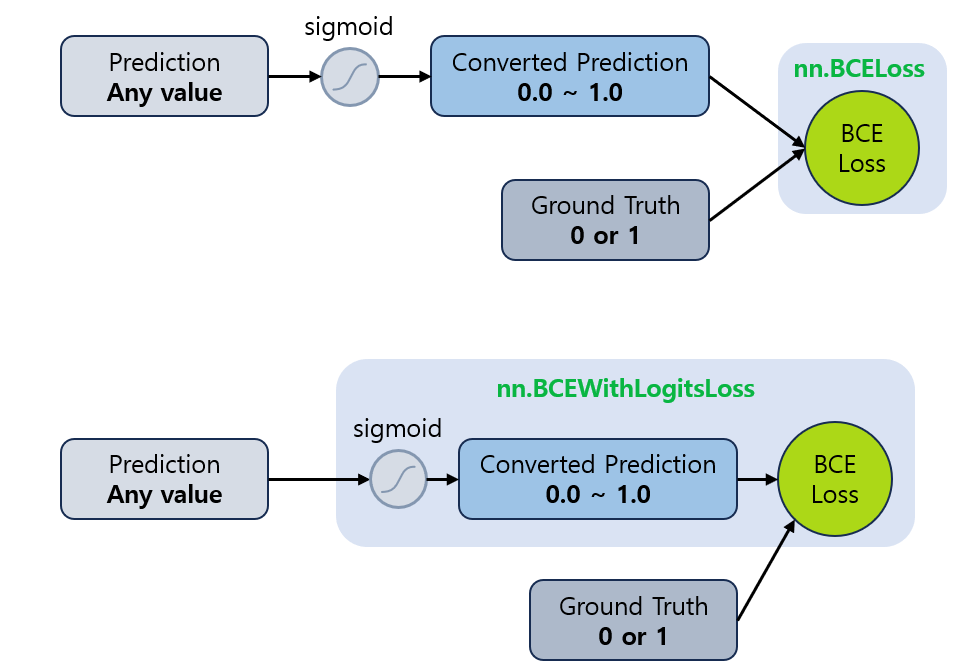 sigmoid
Prediction
Any value
Converted Prediction
0.0 ~ 1.0
nn.BCELoss
BCE
Loss
Ground Truth
0 or 1
nn.BCEWithLogitsLoss
sigmoid
Prediction
Any value
Converted Prediction
0.0 ~ 1.0
BCE
Loss
Ground Truth
0 or 1